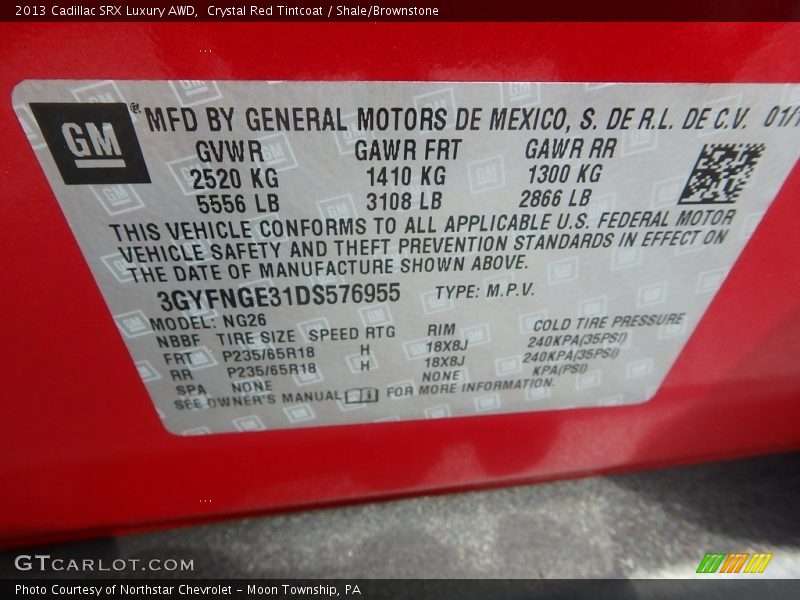 2013 Cadillac SRX Luxury AWD,  Crystal Red Tintcoat / Shale/Brownstone
GM
® MFD BY GENERAL MOTORS DE MEXICO, S. DE R.L. DE C.V. 01/1
GVWR GAWR FRT GAWR RR
2520 KG 1410 KG 1300 KG
5556 LB 3108 LB 2866 LB
THIS VEHICLE CONFORMS TO ALL APPLICABLE U.S. FEDERAL MOTOR
VEHICLE SAFETY AND THEFT PREVENTION STANDARDS IN EFFECT ON
THE DATE OF MANUFACTURE SHOWN ABOVE.
3GYFNGE31DS576955 TYPE: M.P.V.
MODEL: NG26
NBBF TIRE SIZE SPEED RTG RIM COLD TIRE PRESSURE
FRT P235/65R18 H 18X8J 240KPA(35PSI)
RR P235/65R18 H 18X8J 240KPA(35PSI)
SPA NONE NONE KPA(PSI)
SEE OWNER'S MANUAL FOR MORE INFORMATION.
GTCARLOT.COM
Photo Courtesy of Northstar Chevrolet - Moon Township, PA